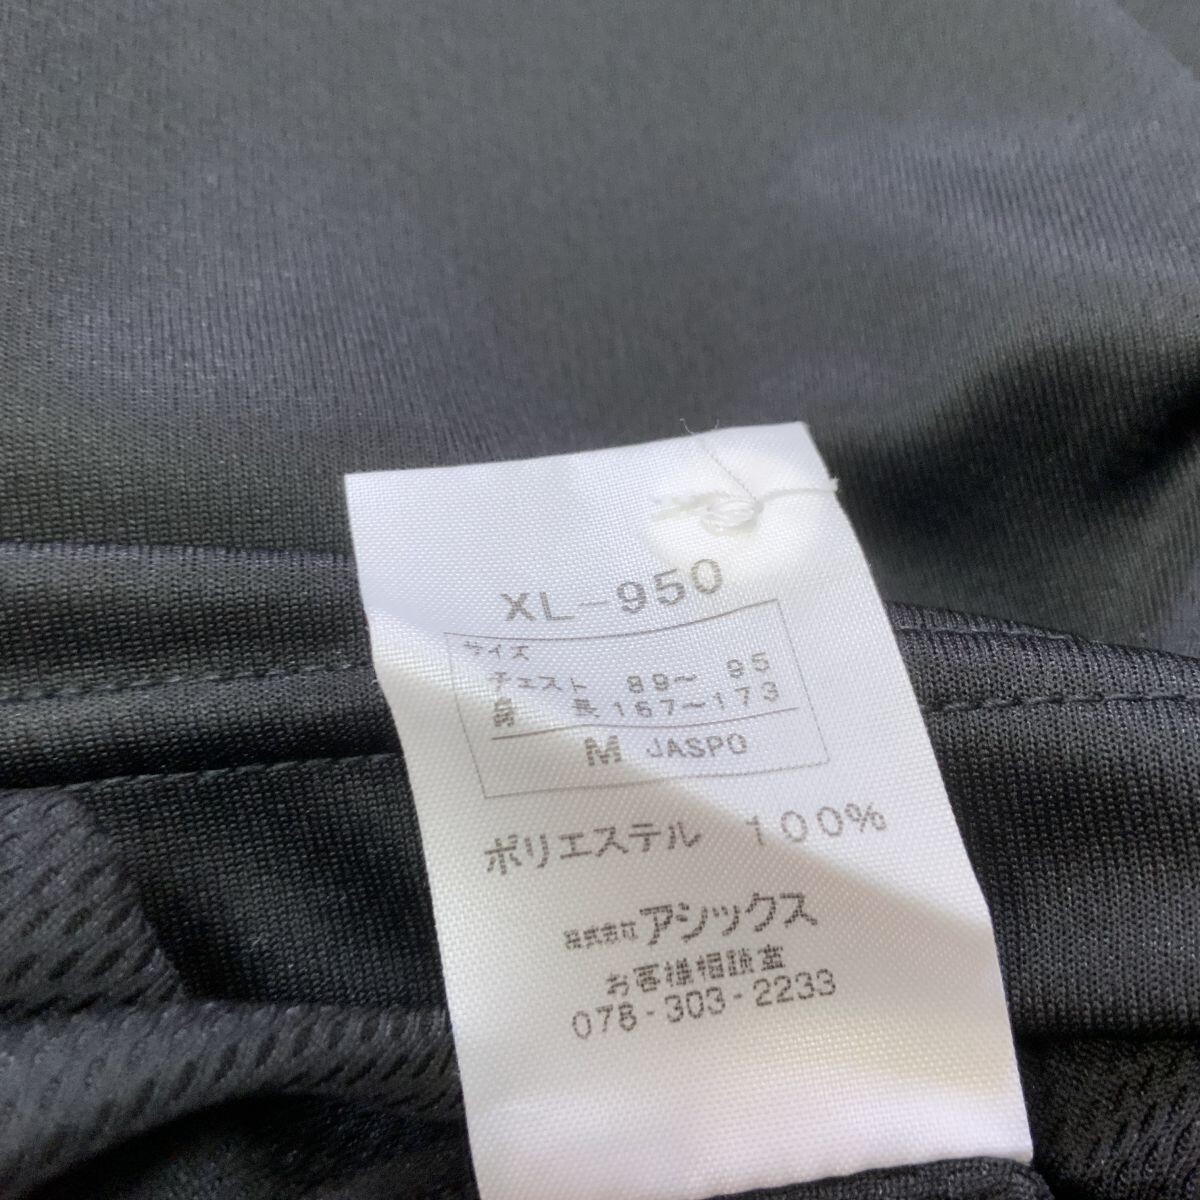 XL-950
サイズ
チェスト 89〜 95
身 長 167〜173
M JASPO
ポリエステル 100%
株式会社アシックス
お客様相談室
078-303-2233